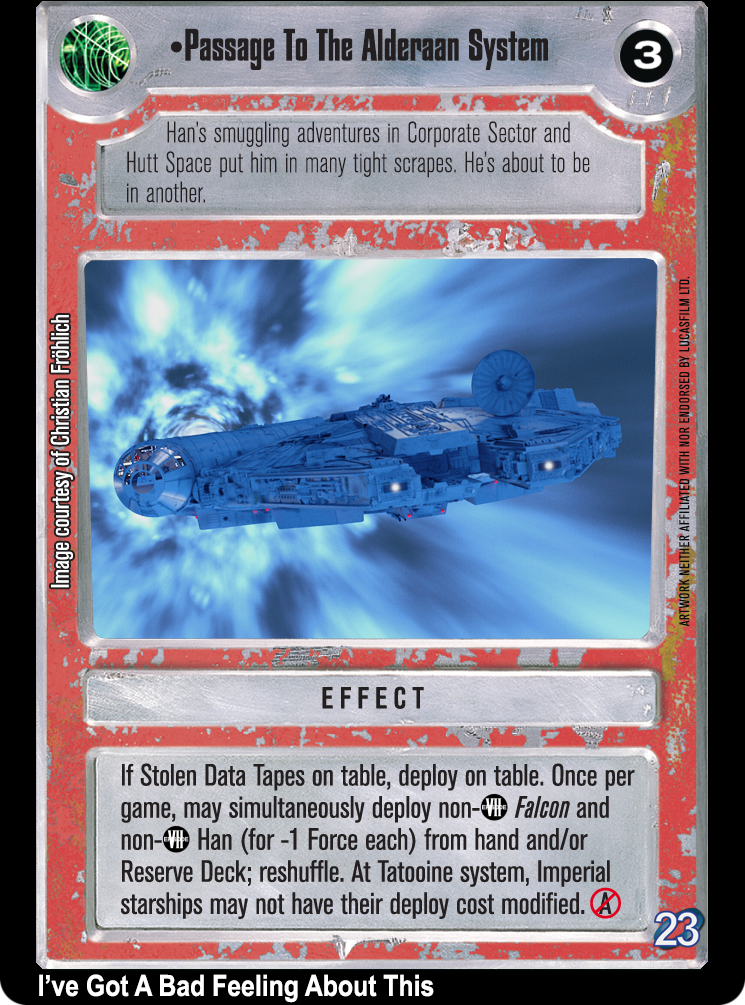 •Passage To The Alderaan System
3
Han's smuggling adventures in Corporate Sector and
Hutt Space put him in many tight scrapes. He's about to be
in another.
Image courtesy of Christian Fröhlich
ARTWORK NEITHER AFFILIATED WITH NOR ENDORSED BY LUCASFILM LTD.
EFFECT
If Stolen Data Tapes on table, deploy on table. Once per
game, may simultaneously deploy non-EPISODE VII Falcon and
non-EPISODE VII Han (for -1 Force each) from hand and/or
Reserve Deck; reshuffle. At Tatooine system, Imperial
starships may not have their deploy cost modified. A
23
I've Got A Bad Feeling About This